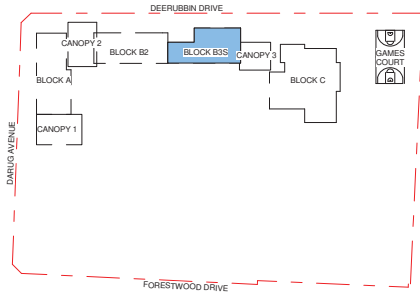 DEERUBBIN DRIVE
CANOPY 2
BLOCK B2
BLOCK B3S
CANOPY 3
GAMES
COURT
BLOCK A
BLOCK C
CANOPY 1
DARUG AVENUE
FORESTWOOD DRIVE